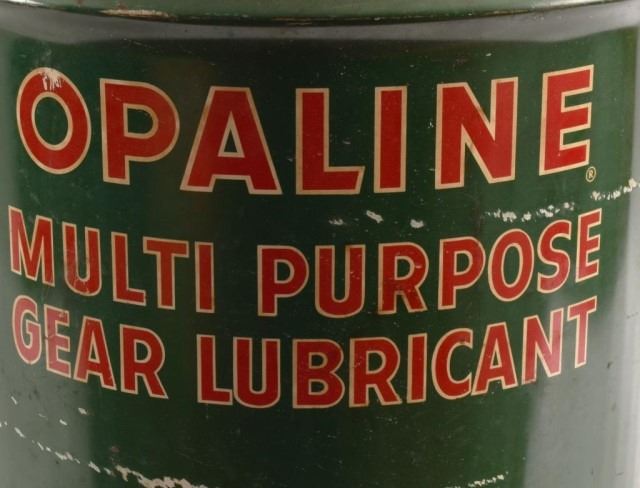 OPALINE®
MULTI PURPOSE
GEAR LUBRICANT